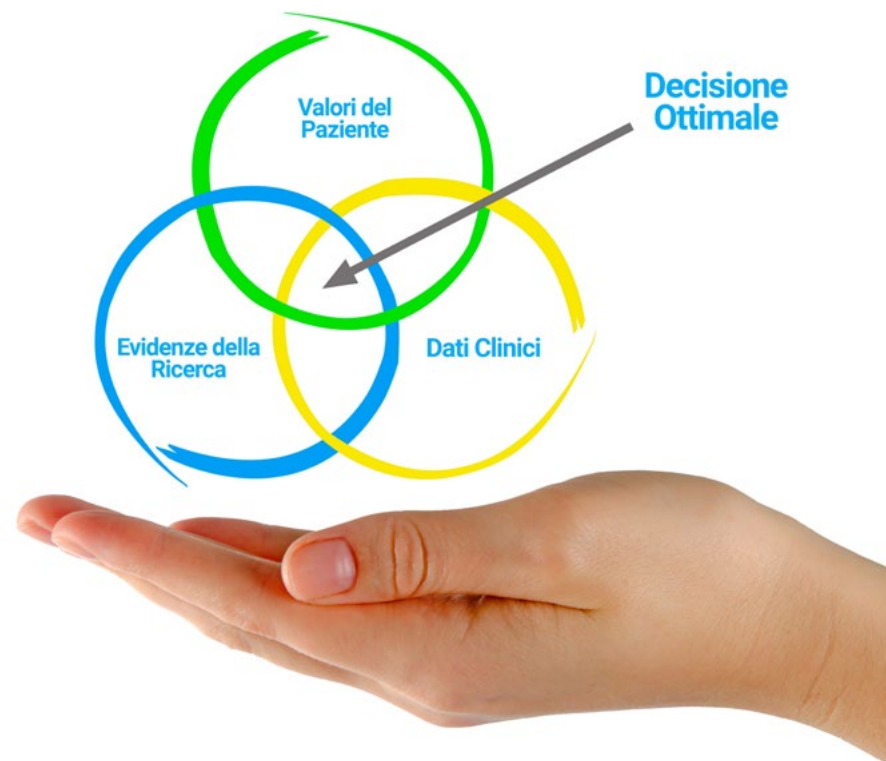 Valori del
Paziente
Decisione
Ottimale
Evidenze della
Ricerca
Dati Clinici